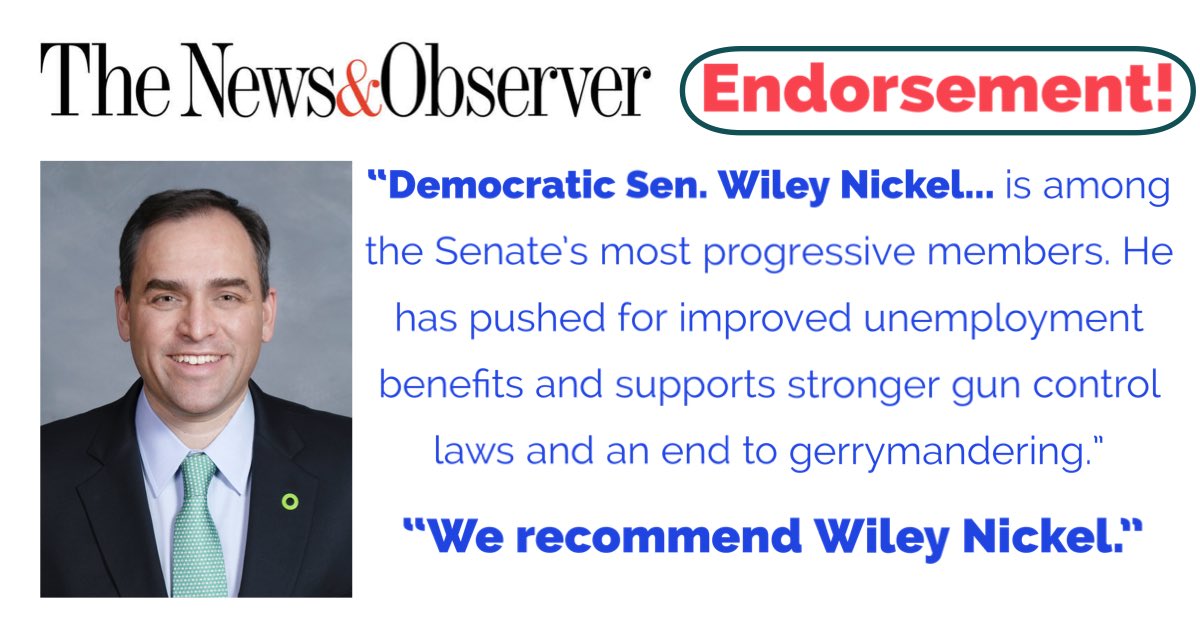 The News&Observer
Endorsement!
“Democratic Sen. Wiley Nickel... is among
the Senate’s most progressive members. He
has pushed for improved unemployment
benefits and supports stronger gun control
laws and an end to gerrymandering.”
“We recommend Wiley Nickel.”